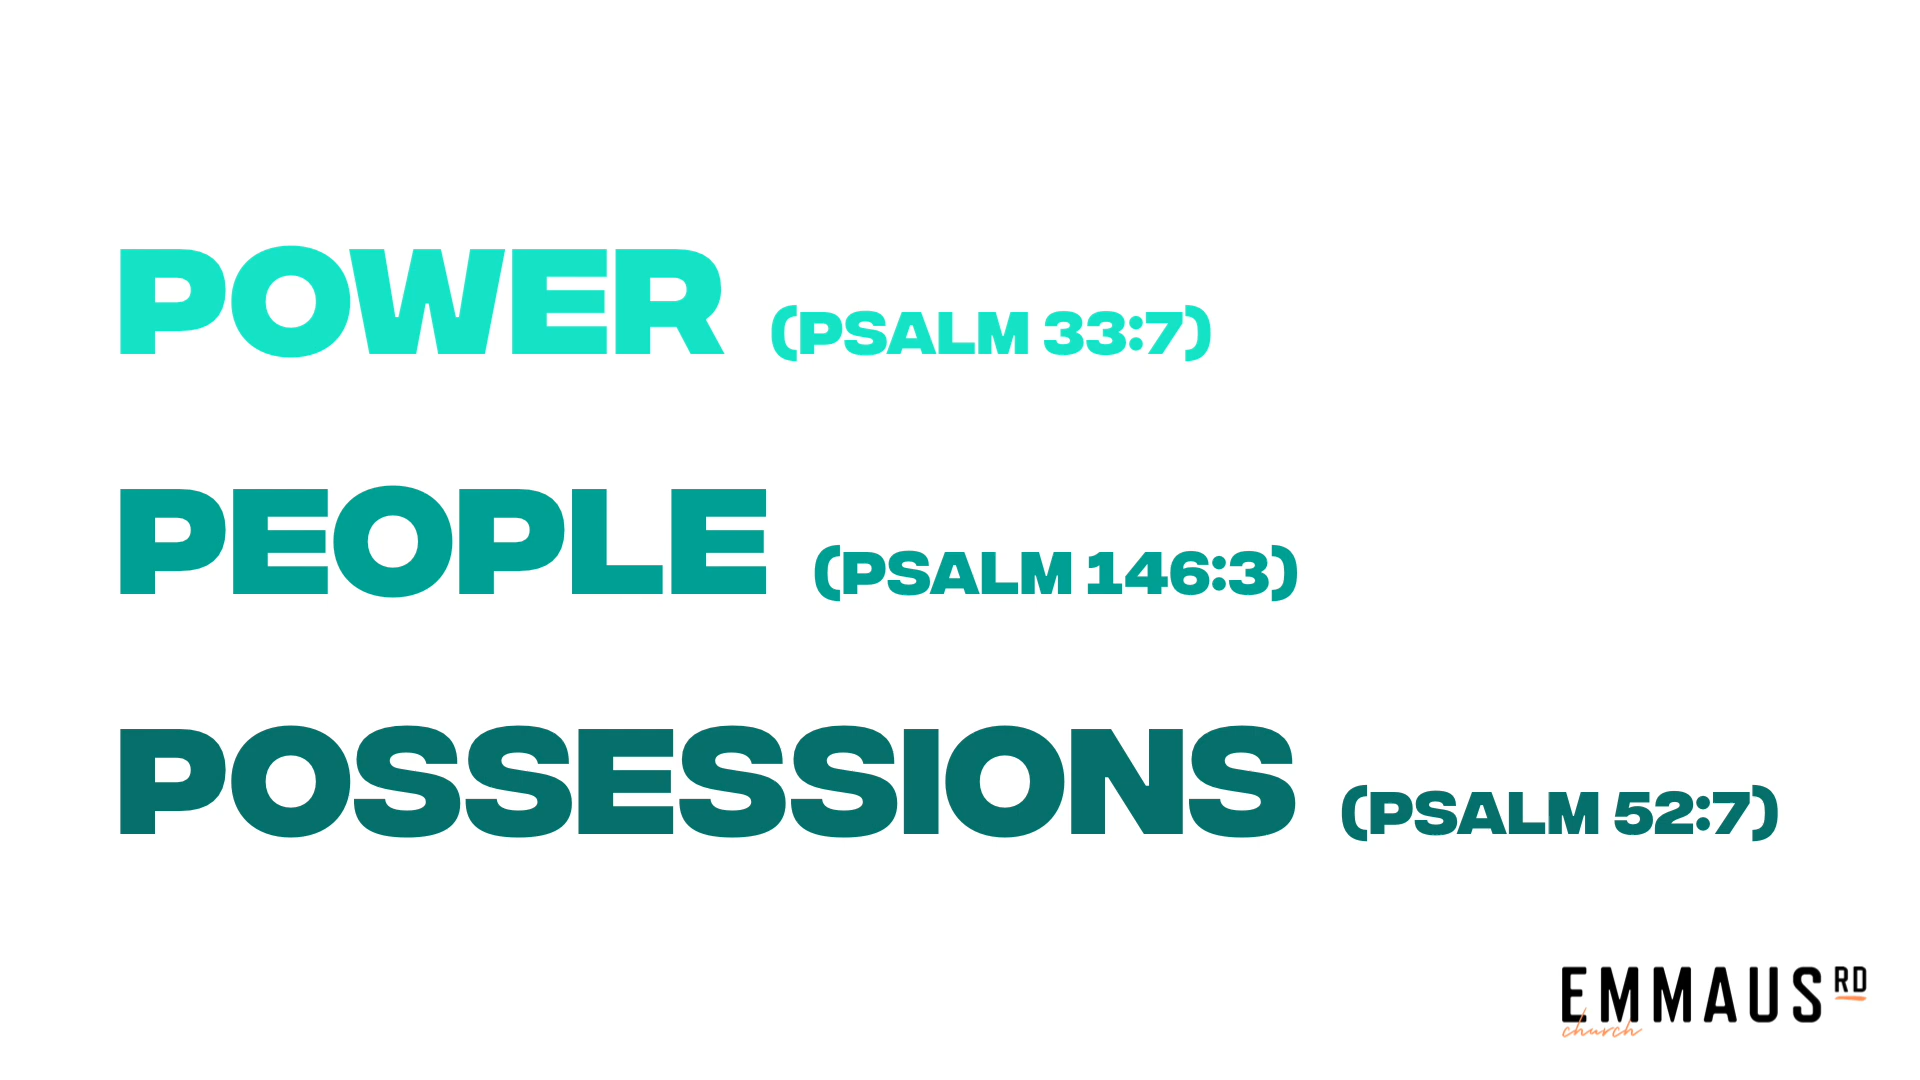 POWER (PSALM 33:7)
PEOPLE (PSALM 146:3)
POSSESSIONS (PSALM 52:7)
EMMAUS RD
church